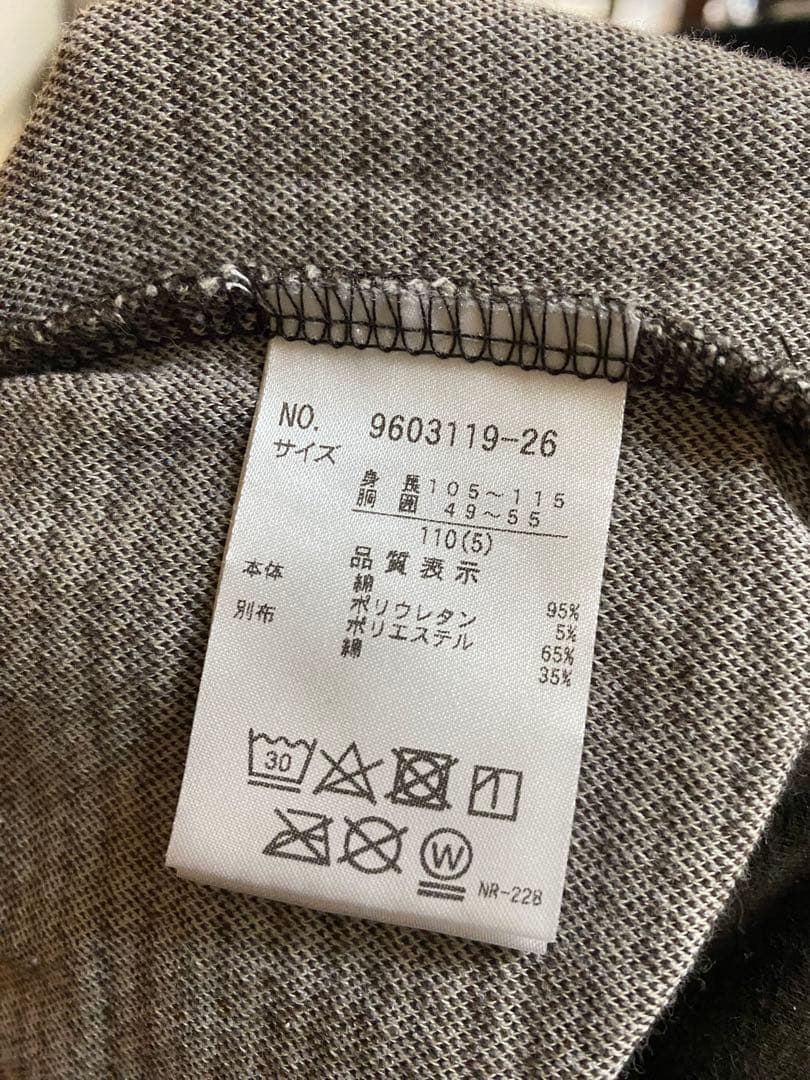 NO. 9603119-26
サイズ
身長105～115
胸囲 49～55
110(5)
品質表示
本体 綿 95%
ポリウレタン 5%
別布 ポリエステル 65%
綿 35%
30
W
NR-228